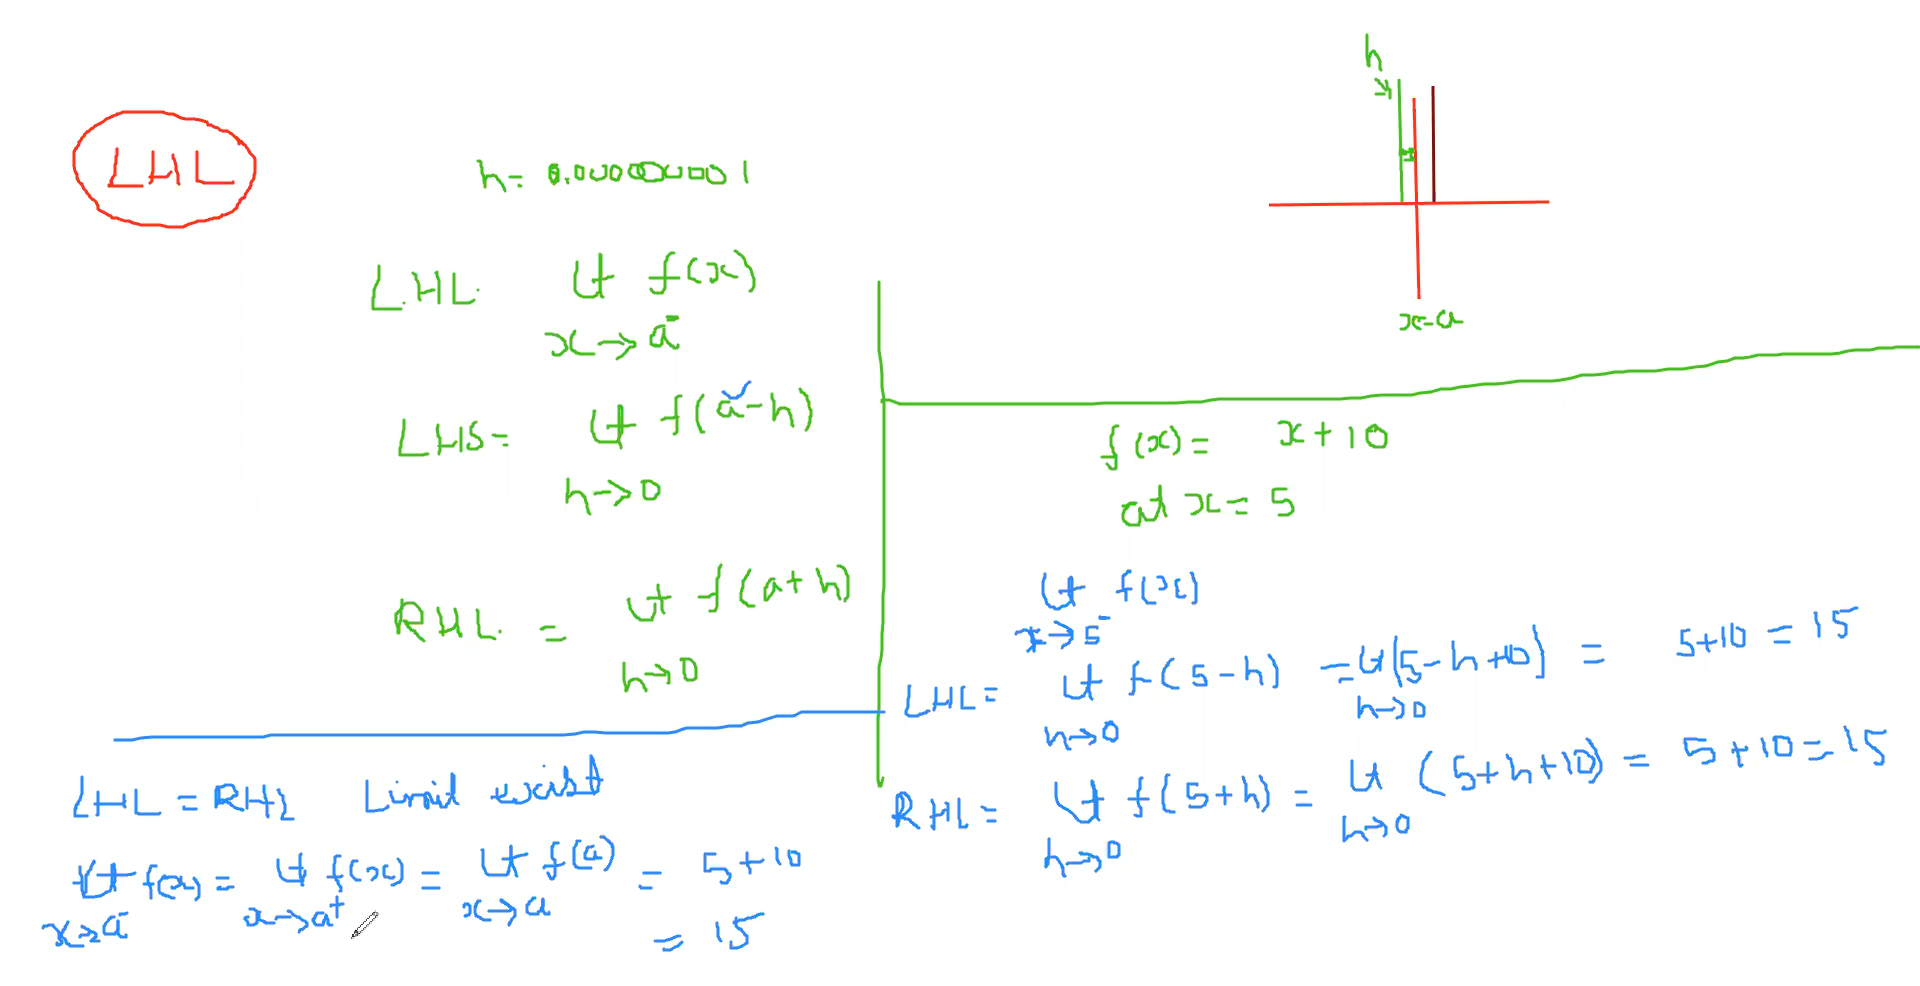 h
LHL
h = 0.000000001
LHL. Lt f(x)
x→a⁻
x=a
LHS = Lt f(a-h)
h→0
RHL. = Lt f(a+h)
h→0
f(x) = x+10
at x = 5
Lt f(x)
x→5⁻
LHL = Lt f(5-h) = Lt (5-h+10) = 5+10 = 15
h→0 h→0
RHL = Lt f(5+h) = Lt (5+h+10) = 5+10=15
h→0 h→0
LHL = RHL Limit exist
Lt f(x) = Lt f(x) = Lt f(a) = 5+10
x→a⁻ x→a⁺ x→a
= 15